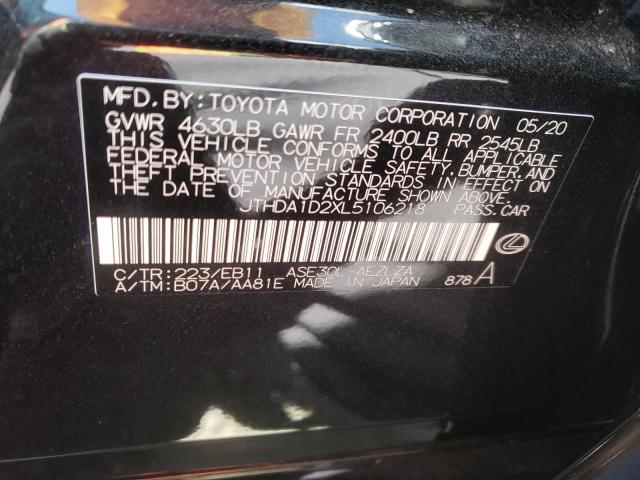 MFD.BY:TOYOTA MOTOR CORPORATION 05/20
GVWR 4630LB GAWR FR 2400LB RR 2545LB
THIS VEHICLE CONFORMS TO ALL APPLICABLE
FEDERAL MOTOR VEHICLE SAFETY,BUMPER,AND
THEFT PREVENTION STANDARDS IN EFFECT ON
THE DATE OF MANUFACTURE SHOWN ABOVE.
JTHDA1D2XL5106218 PASS.CAR
C/TR:223/EB11 ASE30L-AEZLZA
A/TM:B07A/AA81E MADE IN JAPAN 878A